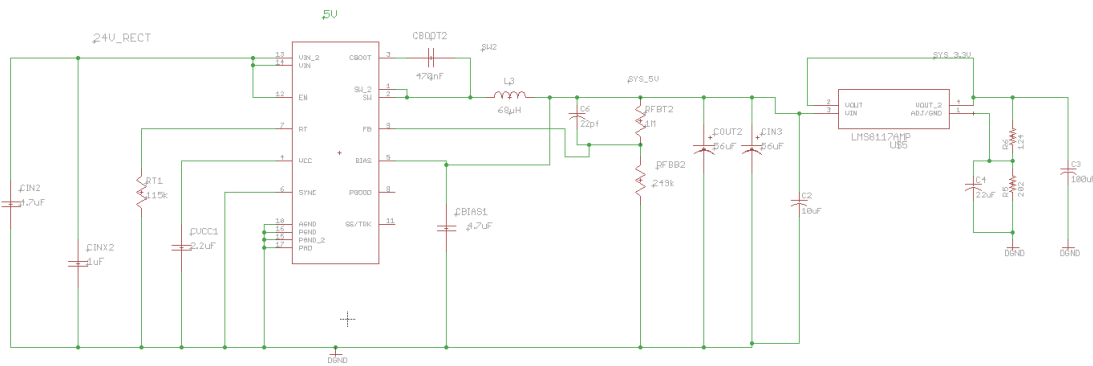 5V
24V_RECT
CBOOT2
470nF
SW2
L3
68µH
SYS_5V
C6
22pf
RFBT2
1M
RFBB2
249k
COUT2
56uF
CIN3
56uF
SYS_3.3V
2 VOUT VOUT_2 4
3 VIN ADJ/GND 1
LMS8117AMP
U$5
R6
124
R5
202
C4
22uF
C3
100uF
C2
10uF
13 VIN_2 CBOOT 3
14 VIN
SW_2 1
12 EN SW 2
7 RT FB
4 VCC BIAS 5
6 SYNC PGOOD 8
10 AGND SS/TRK 11
16 PGND
15 PGND_2
17 PAD
CIN2
4.7uF
CINX2
1uF
RT1
115k
CVCC1
2.2uF
CBIAS1
4.7uF
DGND
DGND
DGND